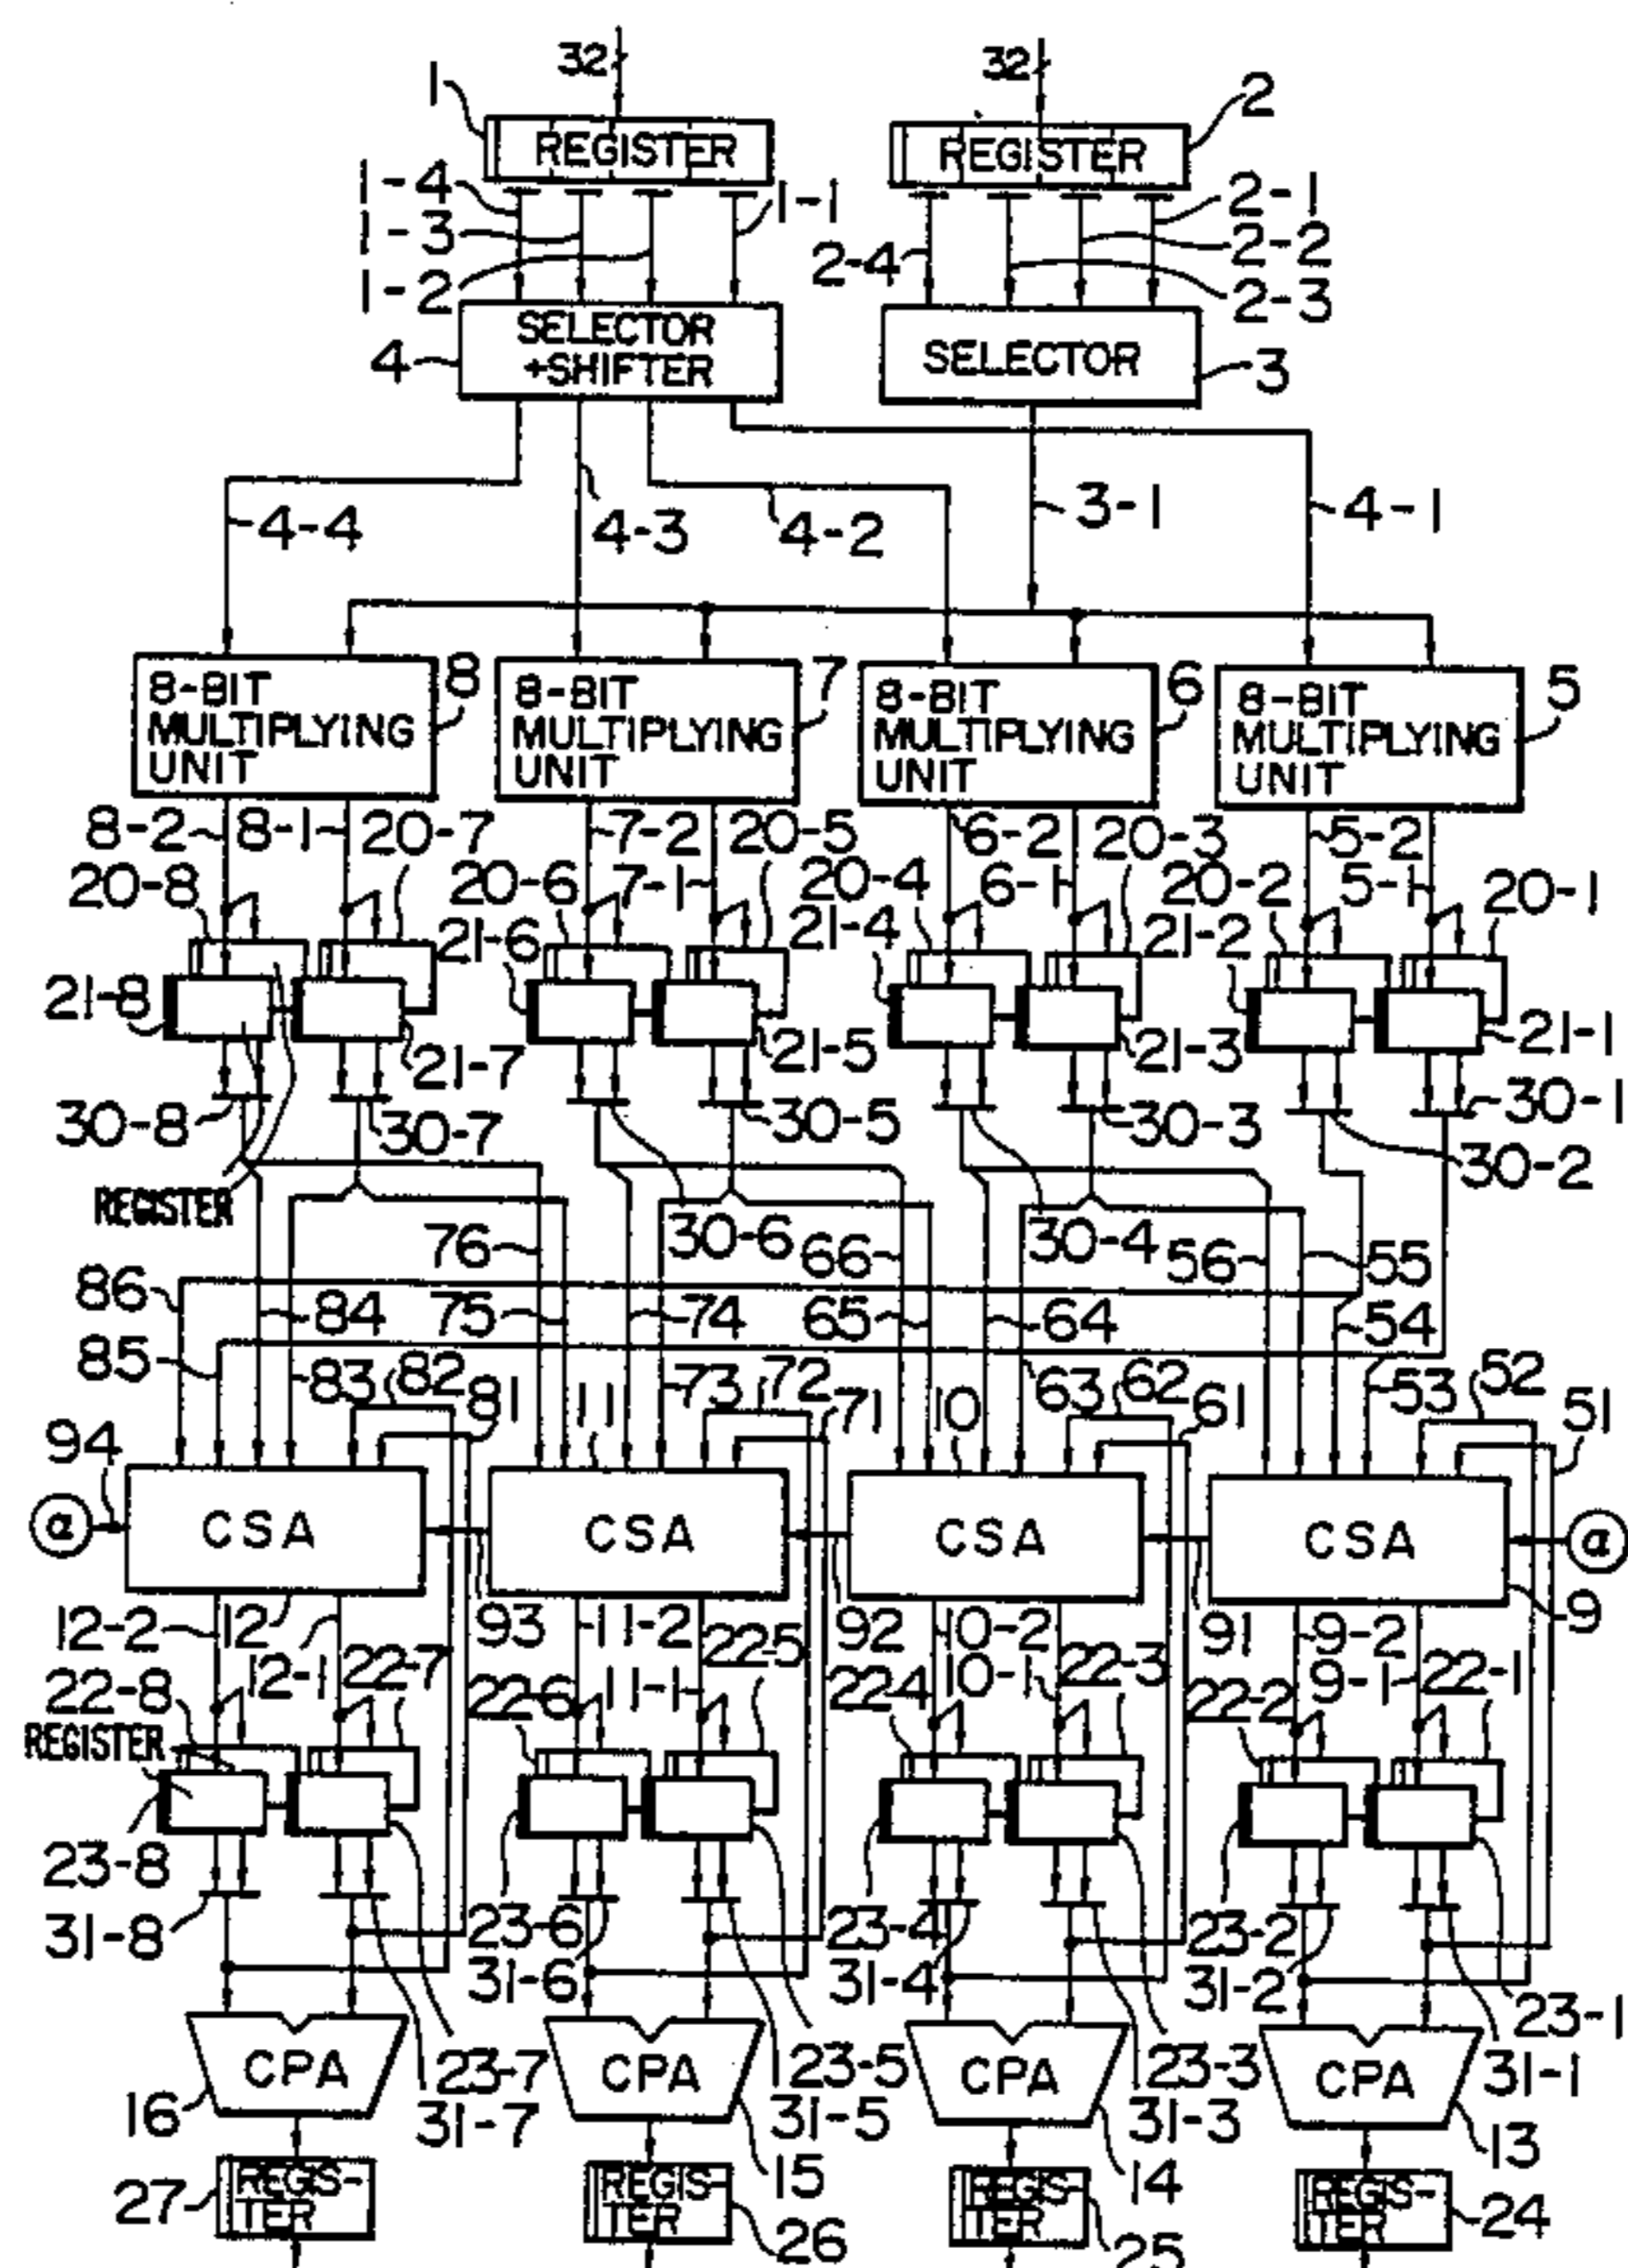 32 32
1 REGISTER REGISTER 2
1-4 1-1 2-1
1-3 2-4 2-2
1-2 2-3
4 SELECTOR +SHIFTER SELECTOR 3
4-4 4-3 4-2 3-1 4-1
8-BIT MULTIPLYING UNIT 8 8-BIT MULTIPLYING UNIT 7 8-BIT MULTIPLYING UNIT 6 8-BIT MULTIPLYING UNIT 5
8-2 8-1 20-7 7-2 20-5 6-2 20-3 5-2
20-8 20-6 7-1 20-4 6-1 20-2 5-1 20-1
21-8 21-6 21-4 21-2
21-7 21-5 21-3 21-1
30-8 30-7 30-5 30-3 30-1
30-2
REGISTER
76 30-6 66 30-4 56 55
86 84 75 74 65 64 54
85 83 82 81 11 73 72 71 10 63 62 61 53 52 51
94
α CSA CSA CSA CSA α
12-2 12 93 11-2 92 10-2 91 9-2 9
22-8 12-1 22-7 22-6 11-1 22-5 22-4 10-1 22-3 22-2 9-1 22-1
REGISTER
23-8 23-6 23-4 23-2
31-8 31-6 31-4 31-2
23-1
16 CPA CPA CPA CPA
23-7 23-5 23-3 31-1
31-7 31-5 31-3
15 14 13
27 REGIS-TER REGIS-TER 26 REGIS-TER 25 REGIS-TER 24